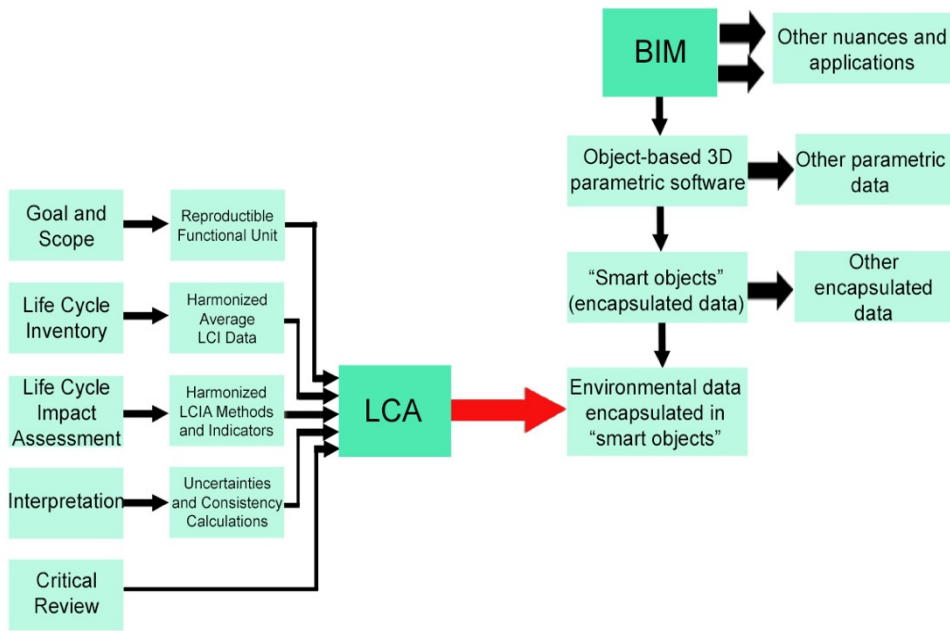 BIM
Other nuances and
applications
Object-based 3D
parametric software
Other parametric
data
Goal and
Scope
Reproductible
Functional Unit
“Smart objects”
(encapsulated data)
Other
encapsulated
data
Life Cycle
Inventory
Harmonized
Average
LCI Data
Life Cycle
Impact
Assessment
Harmonized
LCIA Methods
and Indicators
LCA
Environmental data
encapsulated in
“smart objects”
Interpretation
Uncertainties
and Consistency
Calculations
Critical
Review